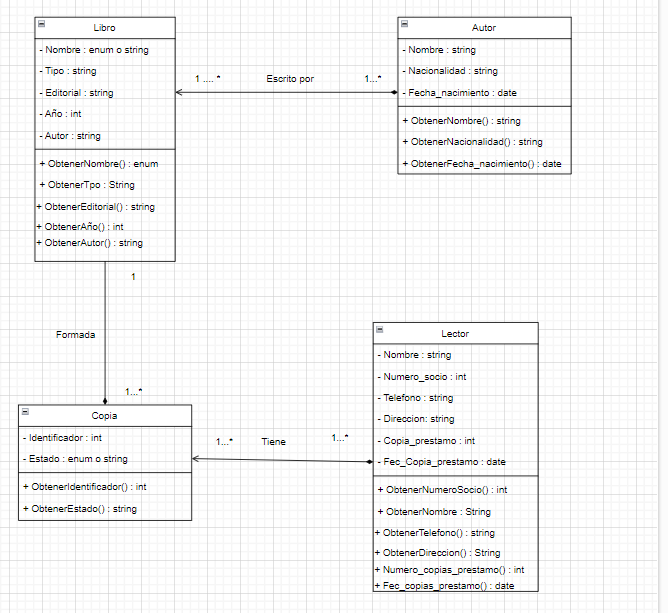 Libro
- Nombre : enum o string
- Tipo : string
- Editorial : string
- Año : int
- Autor : string
+ ObtenerNombre() : enum
+ ObtenerTpo : String
+ ObtenerEditorial() : string
+ ObtenerAño() : int
+ ObtenerAutor() : string
1 .... *
Escrito por
1...*
Autor
- Nombre : string
- Nacionalidad : string
- Fecha_nacimiento : date
+ ObtenerNombre() : string
+ ObtenerNacionalidad() : string
+ ObtenerFecha_nacimiento() : date
1
Formada
1...*
Copia
- Identificador : int
- Estado : enum o string
+ ObtenerIdentificador() : int
+ ObtenerEstado() : string
1...*
Tiene
1...*
Lector
- Nombre : string
- Numero_socio : int
- Telefono : string
- Direccion: string
- Copia_prestamo : int
- Fec_Copia_prestamo : date
+ ObtenerNumeroSocio() : int
+ ObtenerNombre : String
+ ObtenerTelefono() : string
+ ObtenerDireccion() : String
+ Numero_copias_prestamo() : int
+ Fec_copias_prestamo() : date